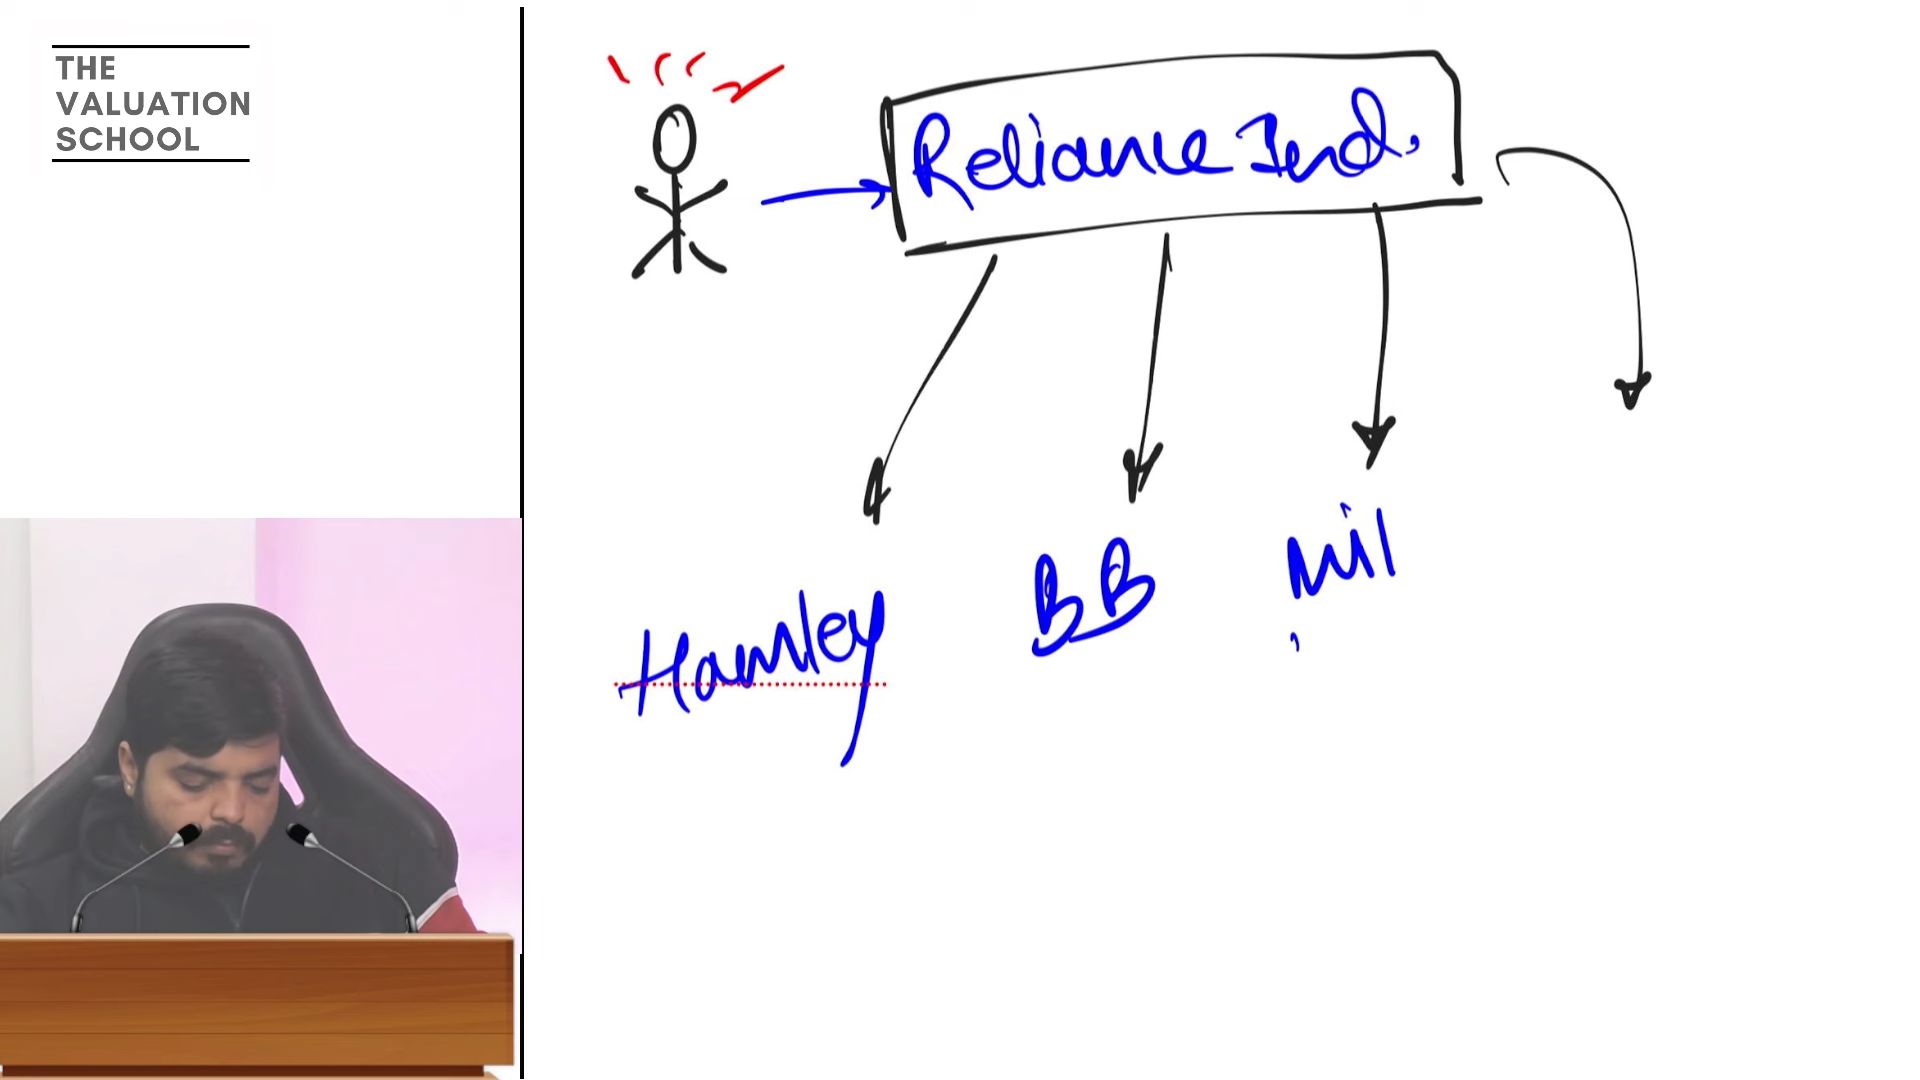 THE
VALUATION
SCHOOL
Reliance Ind.
Hamley
BB
Mil